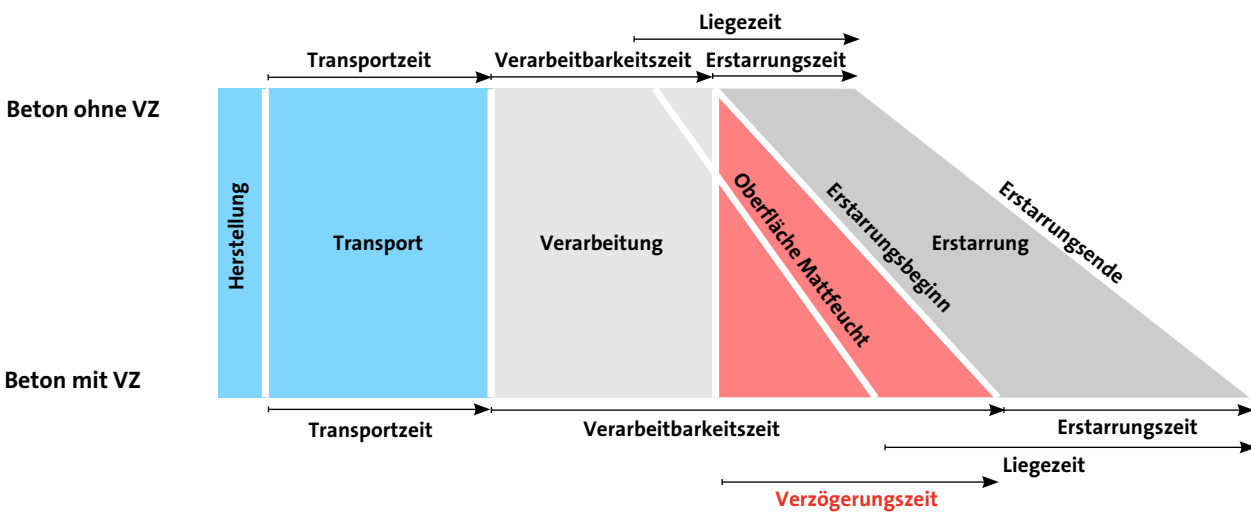 Liegezeit
Transportzeit
Verarbeitbarkeitszeit
Erstarrungszeit
Beton ohne VZ
Herstellung
Transport
Verarbeitung
Oberfläche Mattfeucht
Erstarrungsbeginn
Erstarrung
Erstarrungsende
Beton mit VZ
Transportzeit
Verarbeitbarkeitszeit
Erstarrungszeit
Liegezeit
Verzögerungszeit